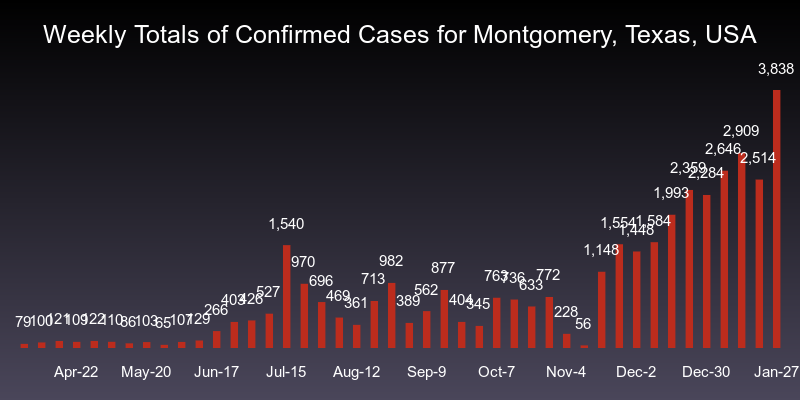 Weekly Totals of Confirmed Cases for Montgomery, Texas, USA
79 100 121 109 122 110 86 103 65 107 129 266 403 426 527 1,540 970 696 469 361 713 982 389 562 877 404 345 763 736 633 772 228 56 1,148 1,554 1,448 1,584 1,993 2,359 2,284 2,646 2,909 2,514 3,838
Apr-22 May-20 Jun-17 Jul-15 Aug-12 Sep-9 Oct-7 Nov-4 Dec-2 Dec-30 Jan-27